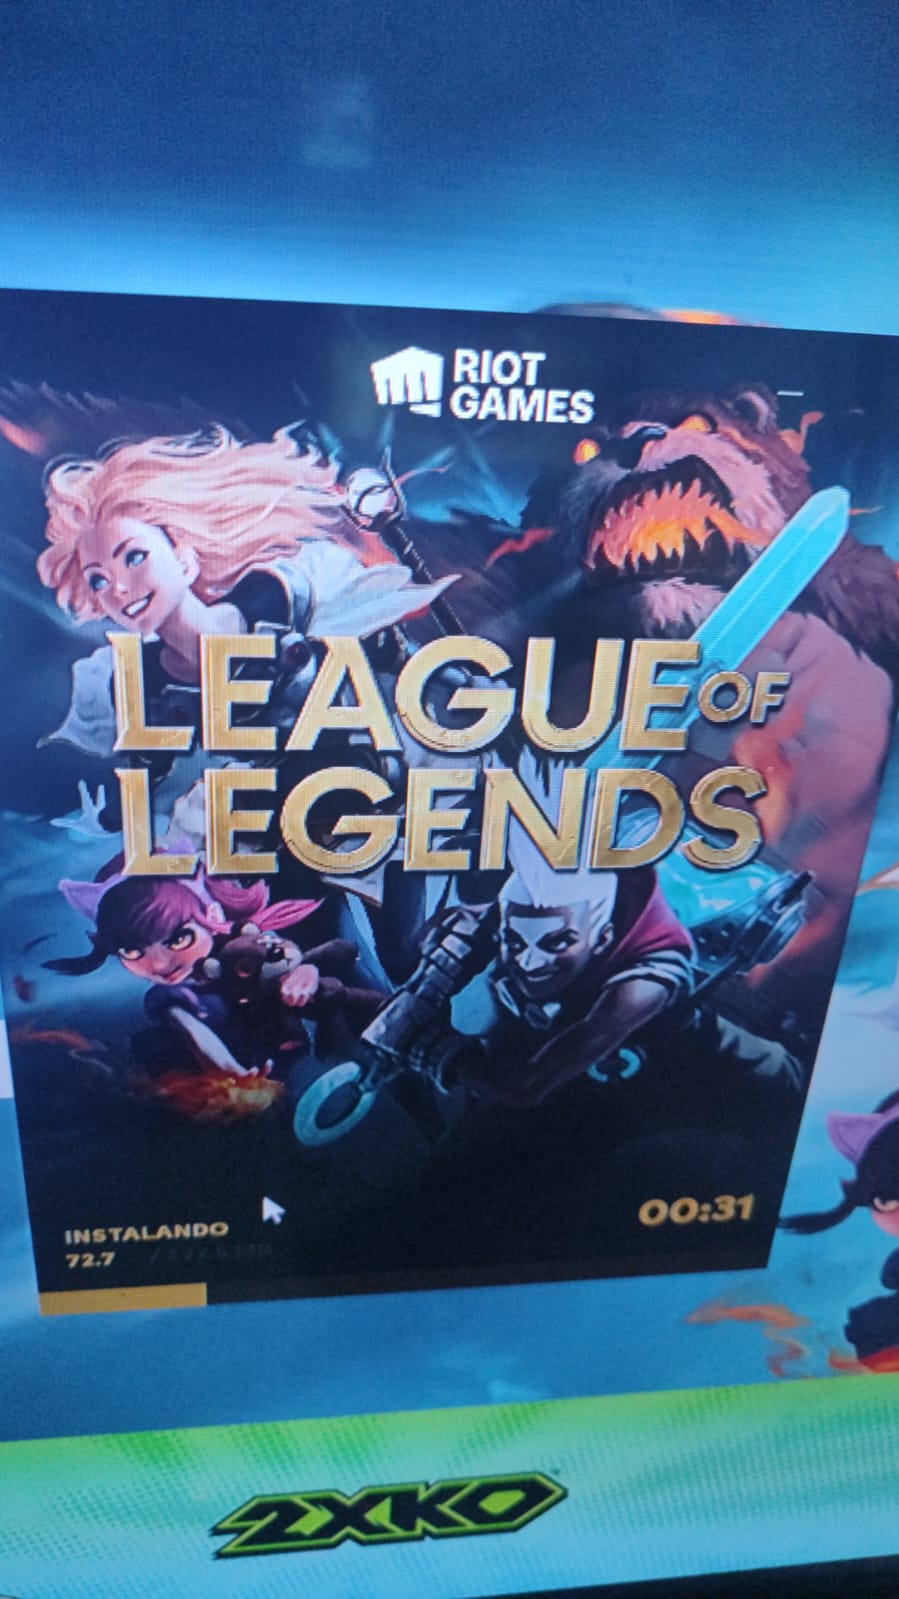 RIOT
GAMES
LEAGUE OF
LEGENDS
INSTALANDO
00:31
72.7
2XKO